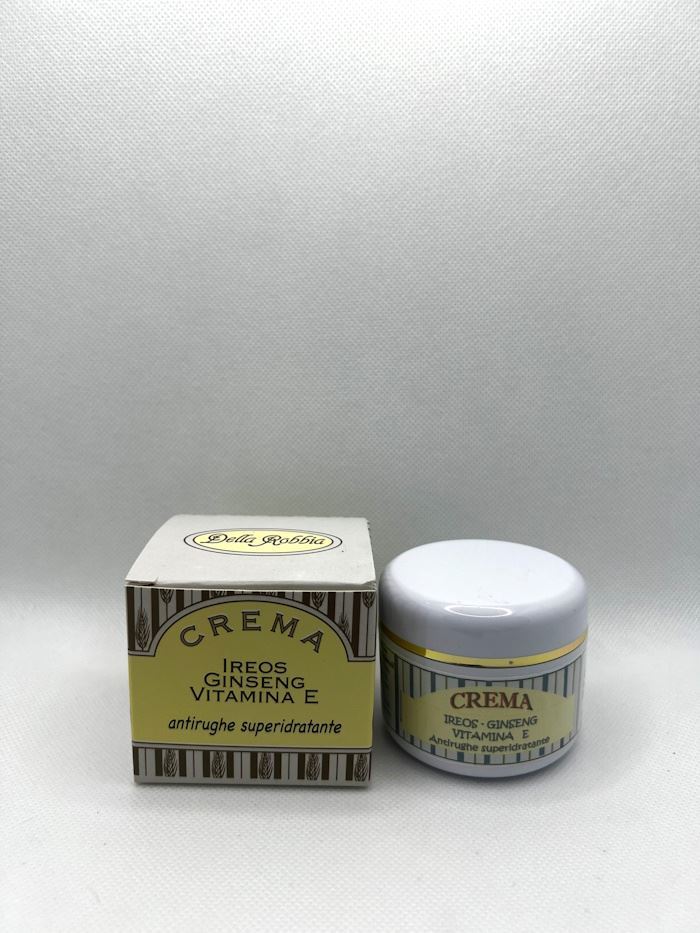 Della Robbia
CREMA
IREOS
GINSENG
VITAMINA E
antirughe superidratante
CREMA
IREOS - GINSENG
VITAMINA E
Antirughe superidratante